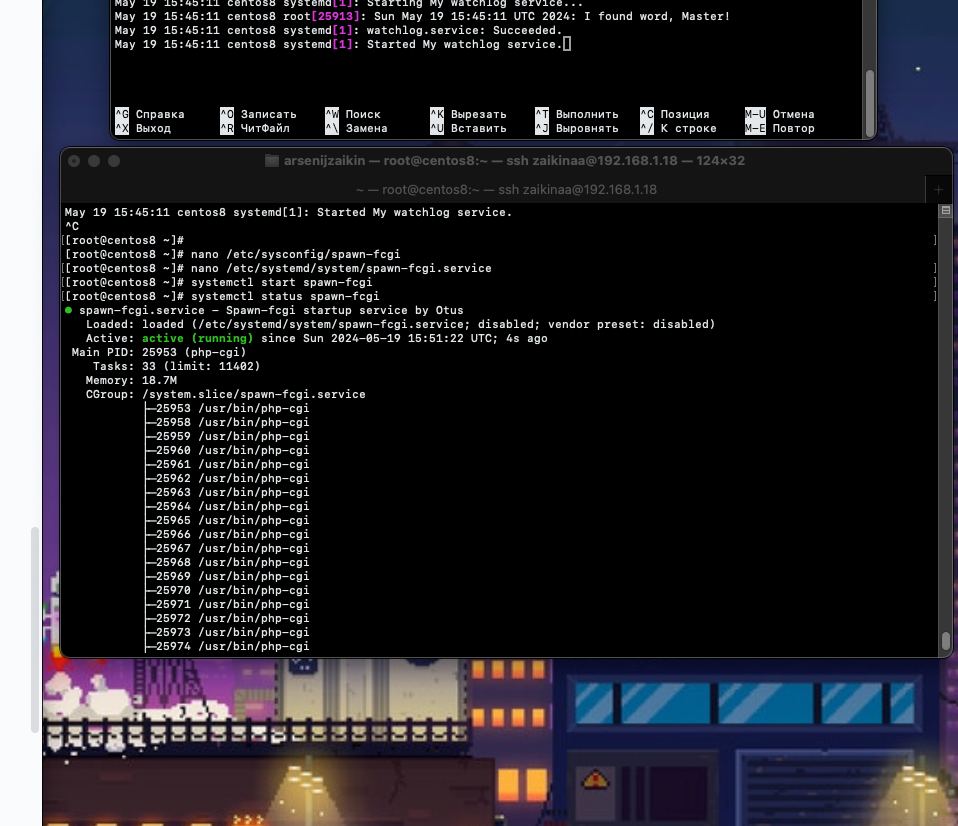 May 19 15:45:11 centos8 systemd[1]: Starting My watchlog service...
May 19 15:45:11 centos8 root[25913]: Sun May 19 15:45:11 UTC 2024: I found word, Master!
May 19 15:45:11 centos8 systemd[1]: watchlog.service: Succeeded.
May 19 15:45:11 centos8 systemd[1]: Started My watchlog service.
^G Справка ^O Записать ^W Поиск ^K Вырезать ^T Выполнить ^C Позиция M-U Отмена
^X Выход ^R ЧитФайл ^\ Замена ^U Вставить ^J Выровнять ^/ К строке M-E Повтор
arsenijzaikin — root@centos8:~ — ssh zaikinaa@192.168.1.18 — 124×32
~ — root@centos8:~ — ssh zaikinaa@192.168.1.18 +
May 19 15:45:11 centos8 systemd[1]: Started My watchlog service.
^C
[[root@centos8 ~]# ]
[root@centos8 ~]# nano /etc/sysconfig/spawn-fcgi
[[root@centos8 ~]# nano /etc/systemd/system/spawn-fcgi.service ]
[[root@centos8 ~]# systemctl start spawn-fcgi ]
[[root@centos8 ~]# systemctl status spawn-fcgi ]
● spawn-fcgi.service - Spawn-fcgi startup service by Otus
Loaded: loaded (/etc/systemd/system/spawn-fcgi.service; disabled; vendor preset: disabled)
Active: active (running) since Sun 2024-05-19 15:51:22 UTC; 4s ago
Main PID: 25953 (php-cgi)
Tasks: 33 (limit: 11402)
Memory: 18.7M
CGroup: /system.slice/spawn-fcgi.service
├─25953 /usr/bin/php-cgi
├─25958 /usr/bin/php-cgi
├─25959 /usr/bin/php-cgi
├─25960 /usr/bin/php-cgi
├─25961 /usr/bin/php-cgi
├─25962 /usr/bin/php-cgi
├─25963 /usr/bin/php-cgi
├─25964 /usr/bin/php-cgi
├─25965 /usr/bin/php-cgi
├─25966 /usr/bin/php-cgi
├─25967 /usr/bin/php-cgi
├─25968 /usr/bin/php-cgi
├─25969 /usr/bin/php-cgi
├─25970 /usr/bin/php-cgi
├─25971 /usr/bin/php-cgi
├─25972 /usr/bin/php-cgi
├─25973 /usr/bin/php-cgi
├─25974 /usr/bin/php-cgi